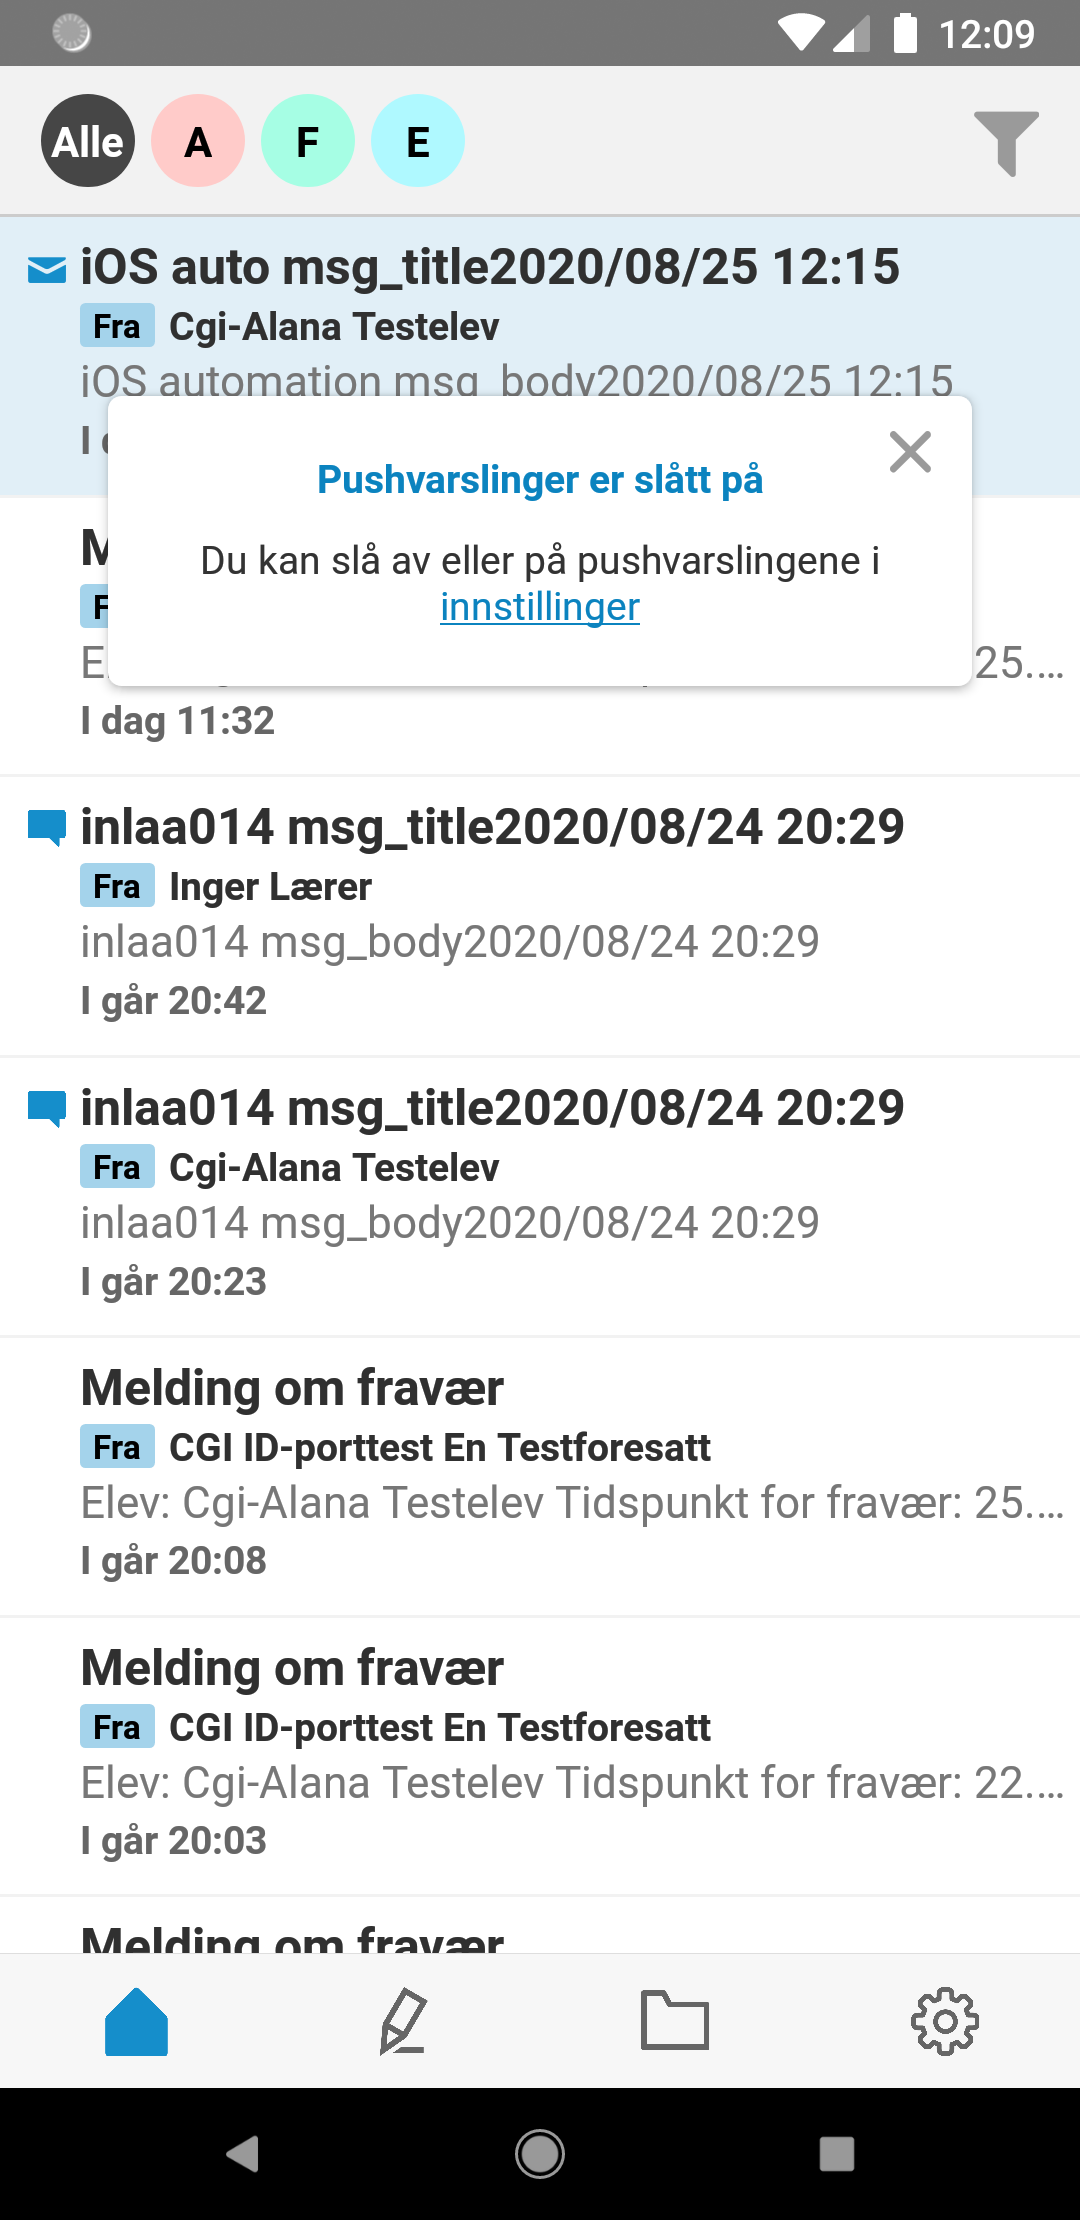 12:09
Alle A F E
iOS auto msg_title2020/08/25 12:15
Fra Cgi-Alana Testelev
iOS automation msg_body2020/08/25 12:15
I
Pushvarslinger er slått på
Du kan slå av eller på pushvarslingene i
innstillinger
25....
I dag 11:32
inlaa014 msg_title2020/08/24 20:29
Fra Inger Lærer
inlaa014 msg_body2020/08/24 20:29
I går 20:42
inlaa014 msg_title2020/08/24 20:29
Fra Cgi-Alana Testelev
inlaa014 msg_body2020/08/24 20:29
I går 20:23
Melding om fravær
Fra CGI ID-porttest En Testforesatt
Elev: Cgi-Alana Testelev Tidspunkt for fravær: 25....
I går 20:08
Melding om fravær
Fra CGI ID-porttest En Testforesatt
Elev: Cgi-Alana Testelev Tidspunkt for fravær: 22....
I går 20:03
Melding om fravær